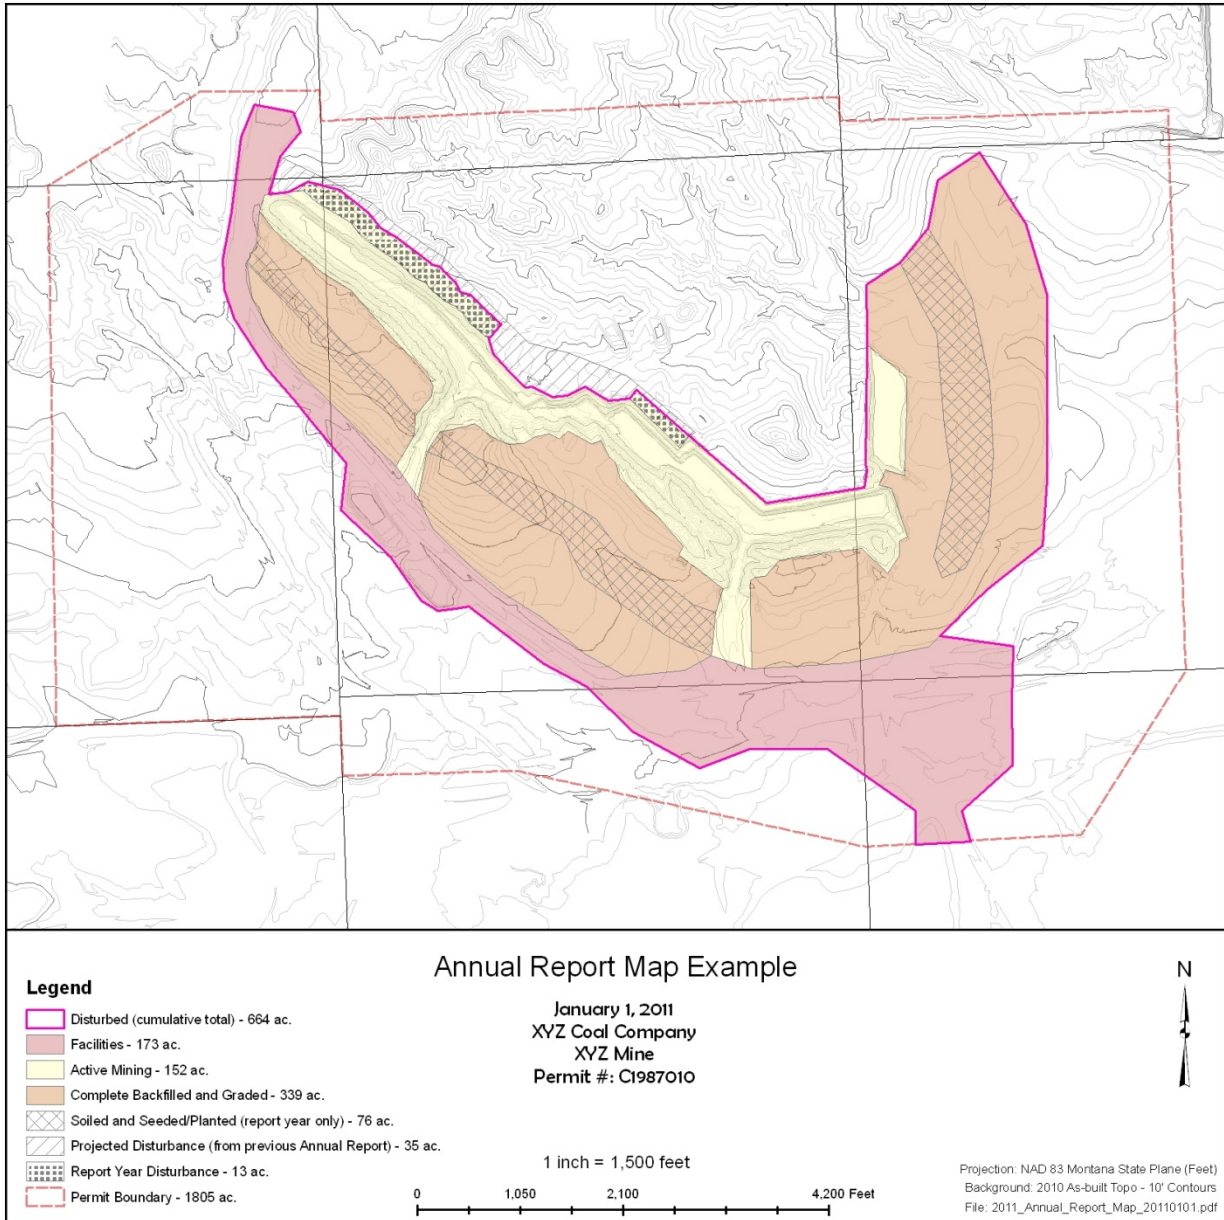 Annual Report Map Example
January 1, 2011
XYZ Coal Company
XYZ Mine
Permit #: C1987010
N
Legend
Disturbed (cumulative total) - 664 ac.
Facilities - 173 ac.
Active Mining - 152 ac.
Complete Backfilled and Graded - 339 ac.
Soiled and Seeded/Planted (report year only) - 76 ac.
Projected Disturbance (from previous Annual Report) - 35 ac.
Report Year Disturbance - 13 ac.
Permit Boundary - 1805 ac.
1 inch = 1,500 feet
0 1,050 2,100 4,200 Feet
Projection: NAD 83 Montana State Plane (Feet)
Background: 2010 As-built Topo - 10' Contours
File: 2011_Annual_Report_Map_20110101.pdf